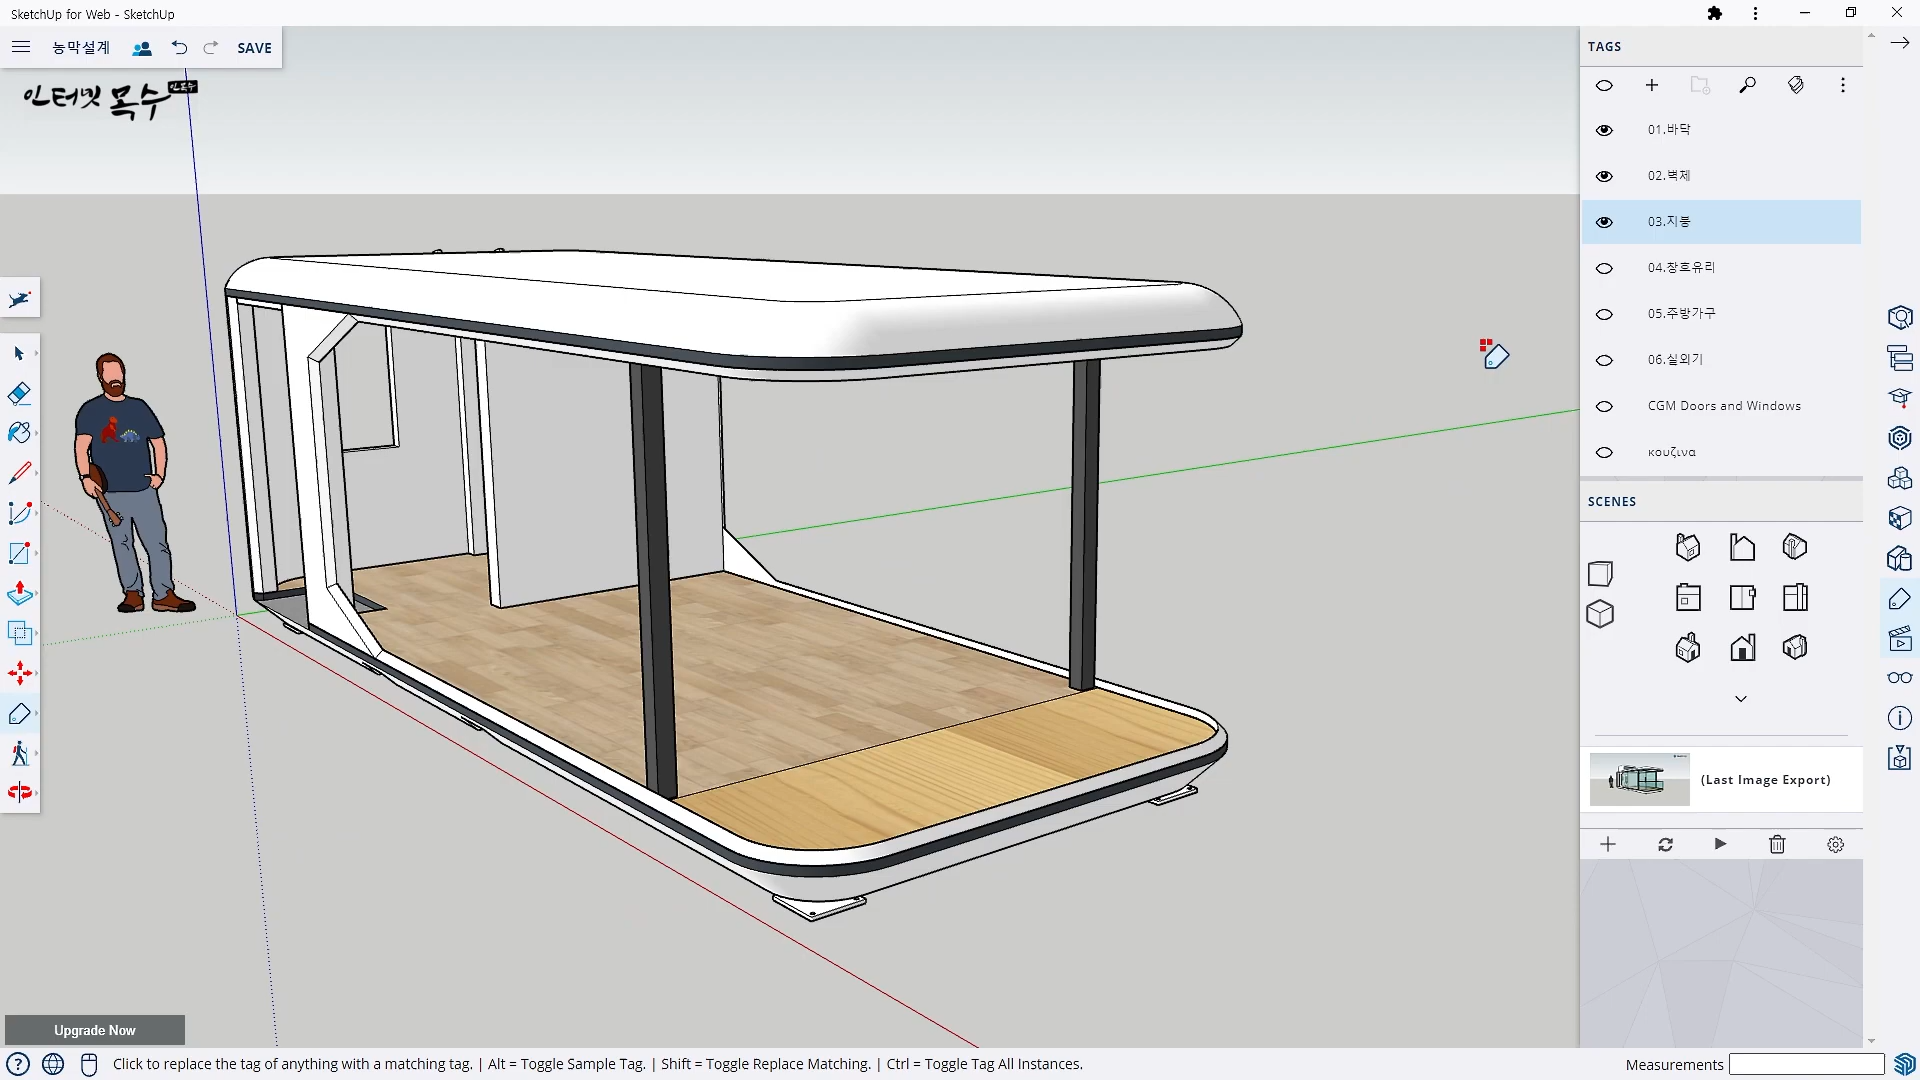 SketchUp for Web - SketchUp
농막설계 SAVE
인터넷 목수 인목수
TAGS
01.바닥
02.벽체
03.지붕
04.창호유리
05.주방가구
06.실외기
CGM Doors and Windows
κουζινα
SCENES
(Last Image Export)
Upgrade Now
Click to replace the tag of anything with a matching tag. | Alt = Toggle Sample Tag. | Shift = Toggle Replace Matching. | Ctrl = Toggle Tag All Instances.
Measurements